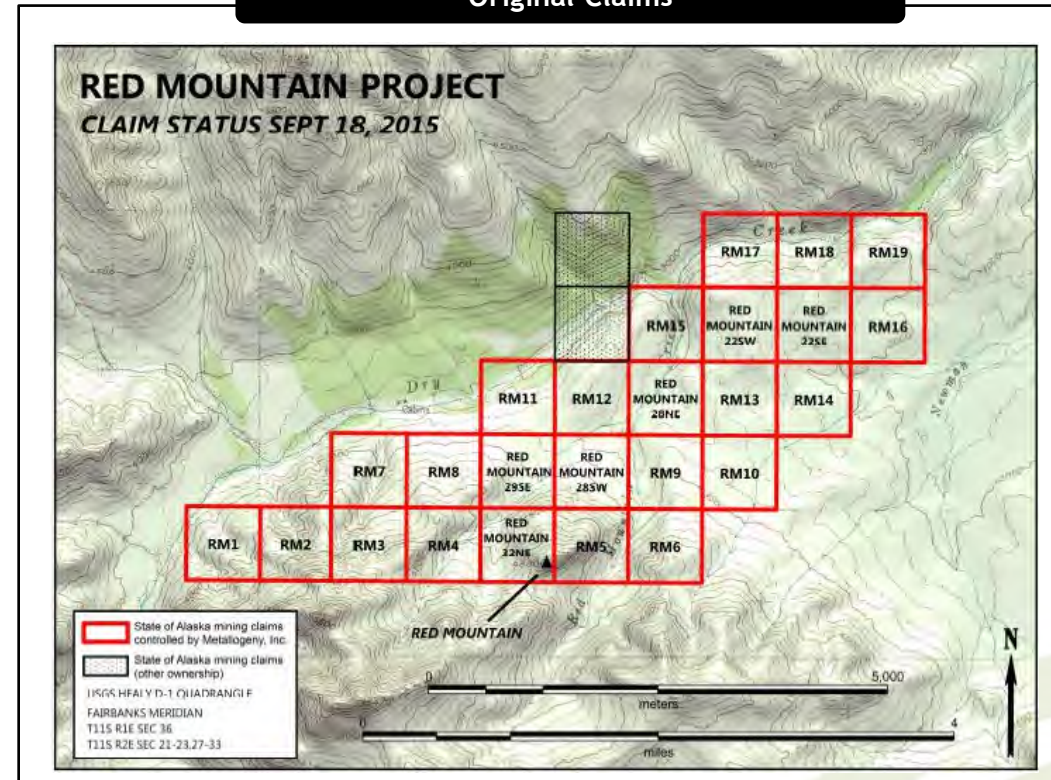 Original Claims
RED MOUNTAIN PROJECT
CLAIM STATUS SEPT 18, 2015
Creek
RM17
RM18
RM19
RM15
RED
MOUNTAIN
22SW
RED
MOUNTAIN
22SE
RM16
Dry
Cabins
RM11
RM12
RED
MOUNTAIN
28NE
RM13
RM14
Newman
RM7
RM8
RED
MOUNTAIN
29SE
RED
MOUNTAIN
28SW
RM9
RM10
RM1
RM2
RM3
RM4
RED
MOUNTAIN
32NE
RM5
RM6
Red
RED MOUNTAIN
State of Alaska mining claims
controlled by Metallogeny, Inc.
State of Alaska mining claims
(other ownership)
USGS HEALY D-1 QUADRANGLE
FAIRBANKS MERIDIAN
T11S R1E SEC 36
T11S R2E SEC 21-23,27-33
0
5,000
meters
0
4
miles
N